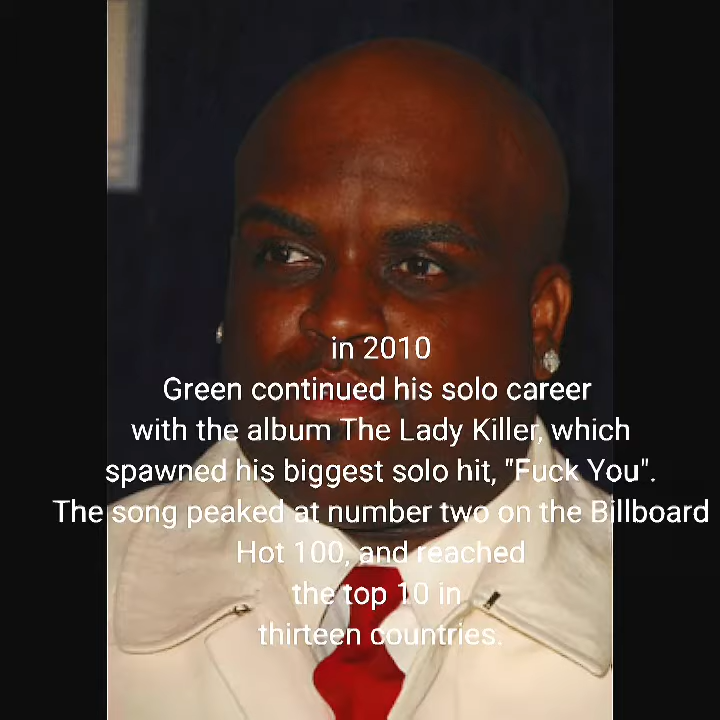 in 2010
Green continued his solo career
with the album The Lady Killer, which
spawned his biggest solo hit, "Fuck You".
The song peaked at number two on the Billboard
Hot 100, and reached
the top 10 in
thirteen countries.